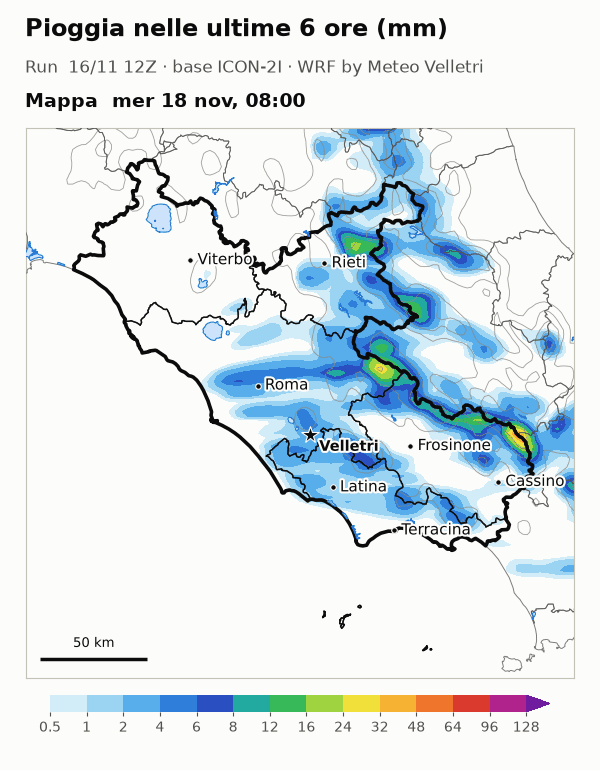 Pioggia nelle ultime 6 ore (mm)
Run  16/11 12Z · base ICON-2I · WRF by Meteo Velletri
Mappa  mer 18 nov, 08:00
Viterbo
Rieti
Roma
Velletri
Frosinone
Latina
Cassino
Terracina
50 km
0.5 1 2 4 6 8 12 16 24 32 48 64 96 128